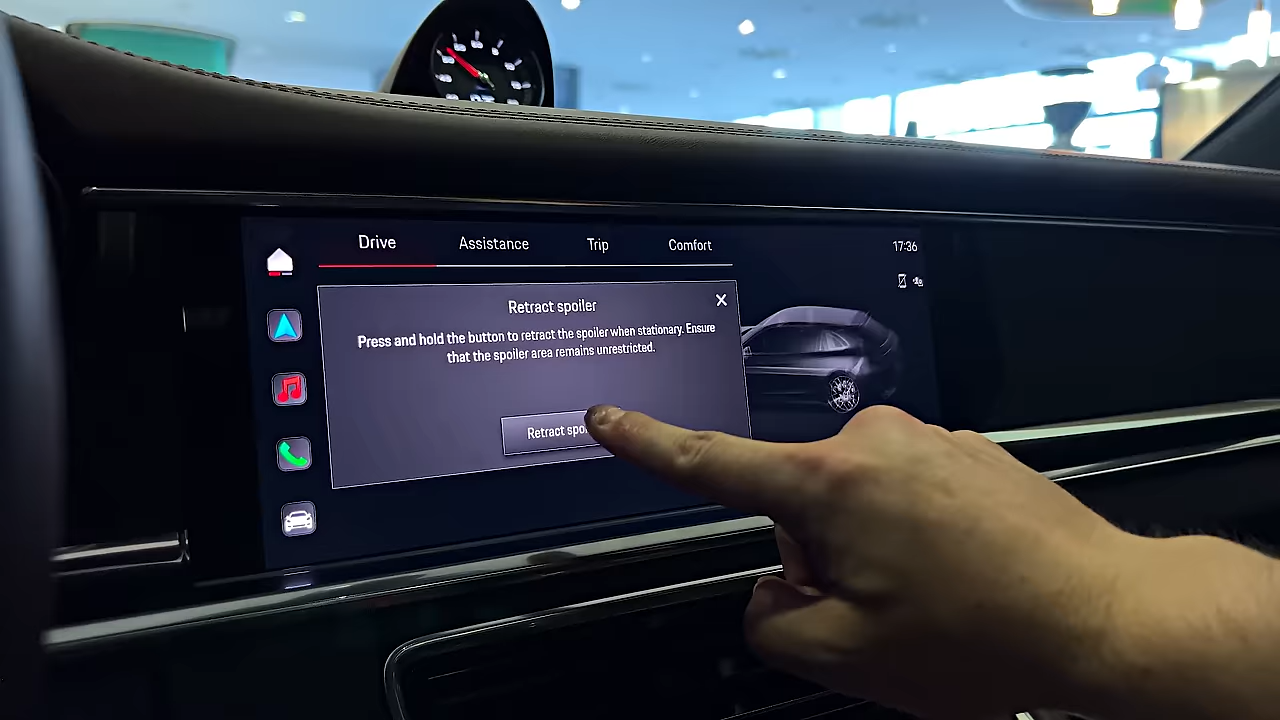 Drive
Assistance
Trip
Comfort
17:36
Retract spoiler
Press and hold the button to retract the spoiler when stationary. Ensure
that the spoiler area remains unrestricted.
Retract